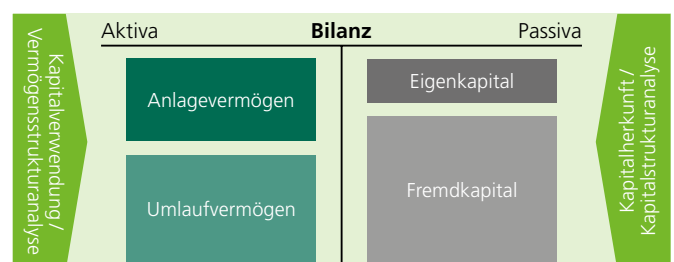 Kapitalverwendung /
Vermögensstrukturanalyse
Aktiva Bilanz Passiva
Anlagevermögen
Umlaufvermögen
Eigenkapital
Fremdkapital
Kapitalherkunft /
Kapitalstrukturanalyse